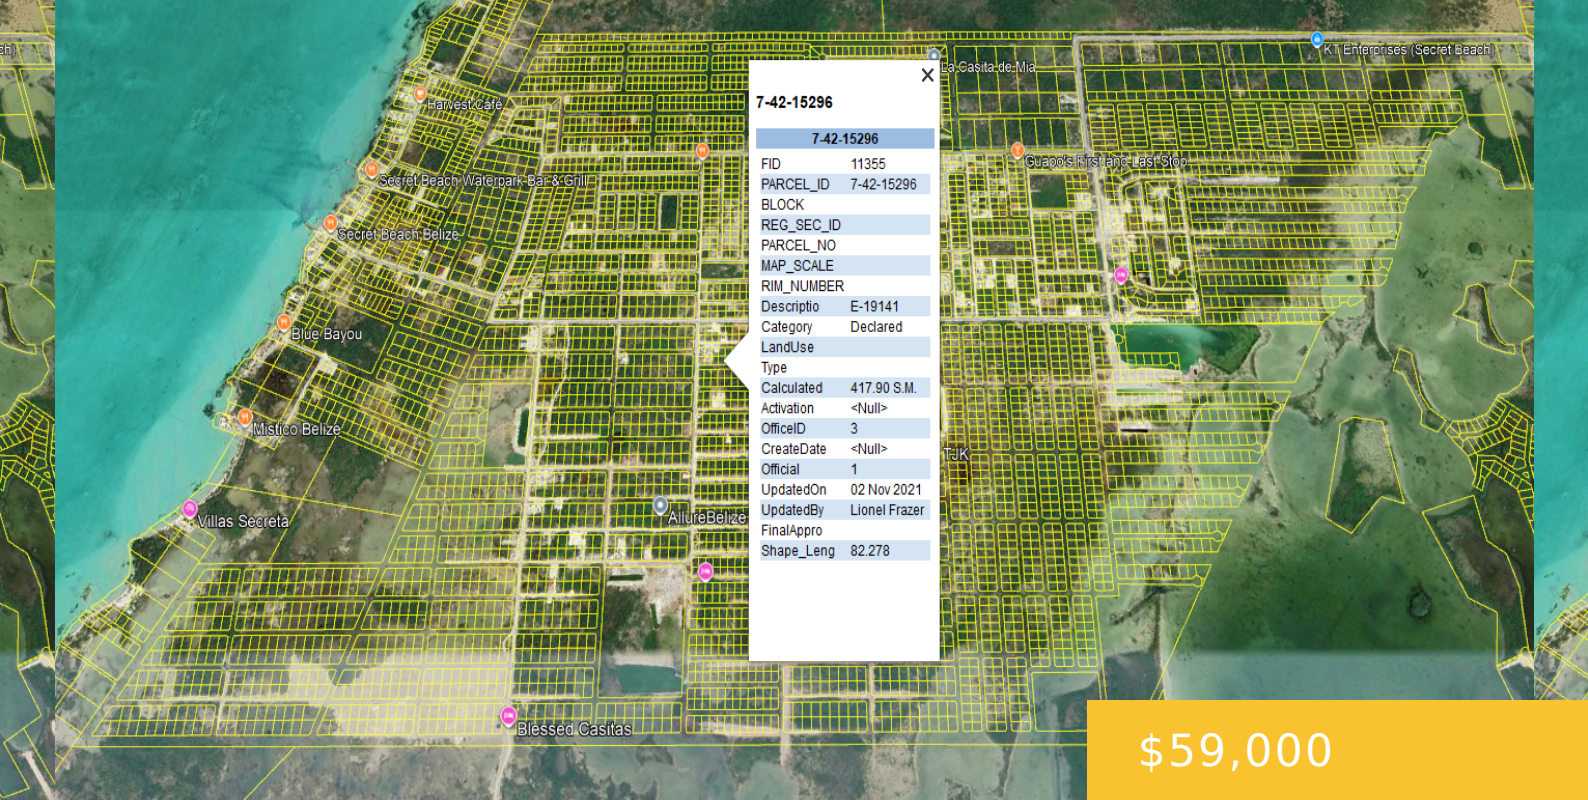 ch)
KT Enterprises (Secret Beach)
La Casita de Mia
Harvest Café
Guapo's First and Last Stop
Secret Beach Waterpark Bar & Grill
Secret Beach Belize
Blue Bayou
Mistico Belize
Villas Secreta
AllureBelize
TJK
Blessed Casitas
7-42-15296
7-42-15296
FID 11355
PARCEL_ID 7-42-15296
BLOCK
REG_SEC_ID
PARCEL_NO
MAP_SCALE
RIM_NUMBER
Descriptio E-19141
Category Declared
LandUse
Type
Calculated 417.90 S.M.
Activation <Null>
OfficeID 3
CreateDate <Null>
Official 1
UpdatedOn 02 Nov 2021
UpdatedBy Lionel Frazer
FinalAppro
Shape_Leng 82.278
$59,000